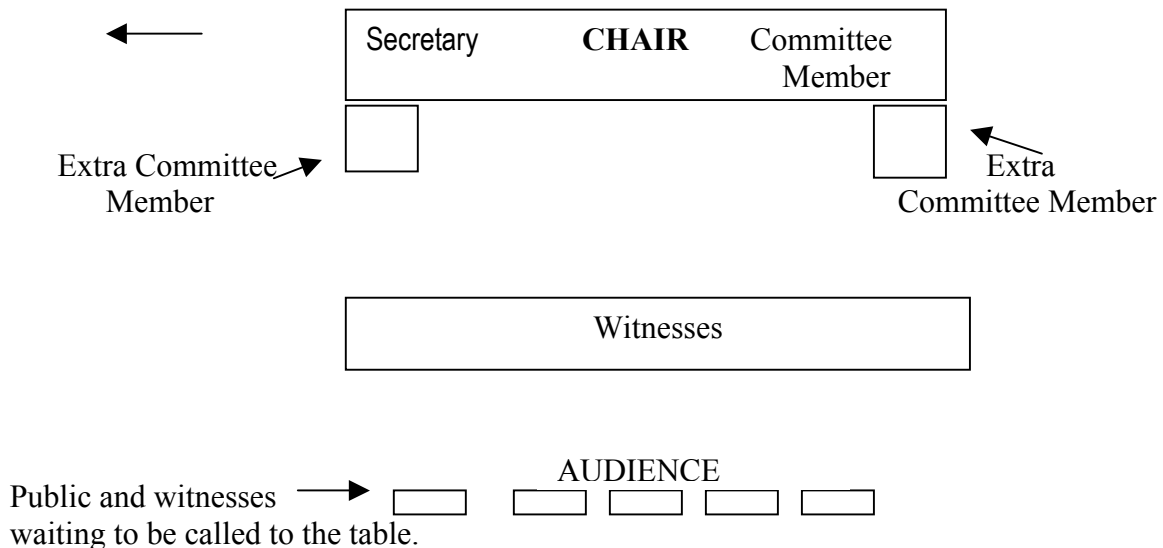 Secretary CHAIR Committee
Member
Extra Committee
Member
Extra
Committee Member
Witnesses
AUDIENCE
Public and witnesses
waiting to be called to the table.